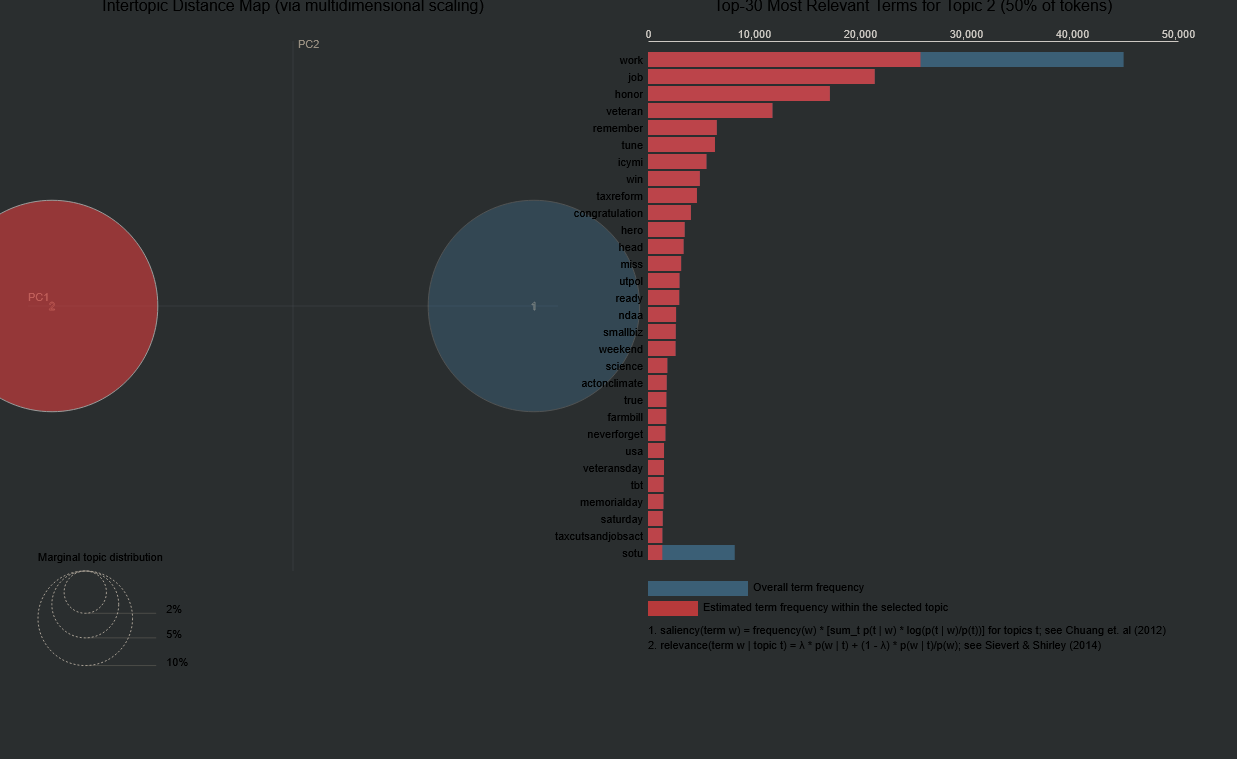 Intertopic Distance Map (via multidimensional scaling)
PC2
PC1
2
1
Marginal topic distribution
2%
5%
10%
Top-30 Most Relevant Terms for Topic 2 (50% of tokens)
0 10,000 20,000 30,000 40,000 50,000
work
job
honor
veteran
remember
tune
icymi
win
taxreform
congratulation
hero
head
miss
utpol
ready
ndaa
smallbiz
weekend
science
actonclimate
true
farmbill
neverforget
usa
veteransday
tbt
memorialday
saturday
taxcutsandjobsact
sotu
Overall term frequency
Estimated term frequency within the selected topic
1. saliency(term w) = frequency(w) * [sum_t p(t | w) * log(p(t | w)/p(t))] for topics t; see Chuang et. al (2012)
2. relevance(term w | topic t) = λ * p(w | t) + (1 - λ) * p(w | t)/p(w); see Sievert & Shirley (2014)